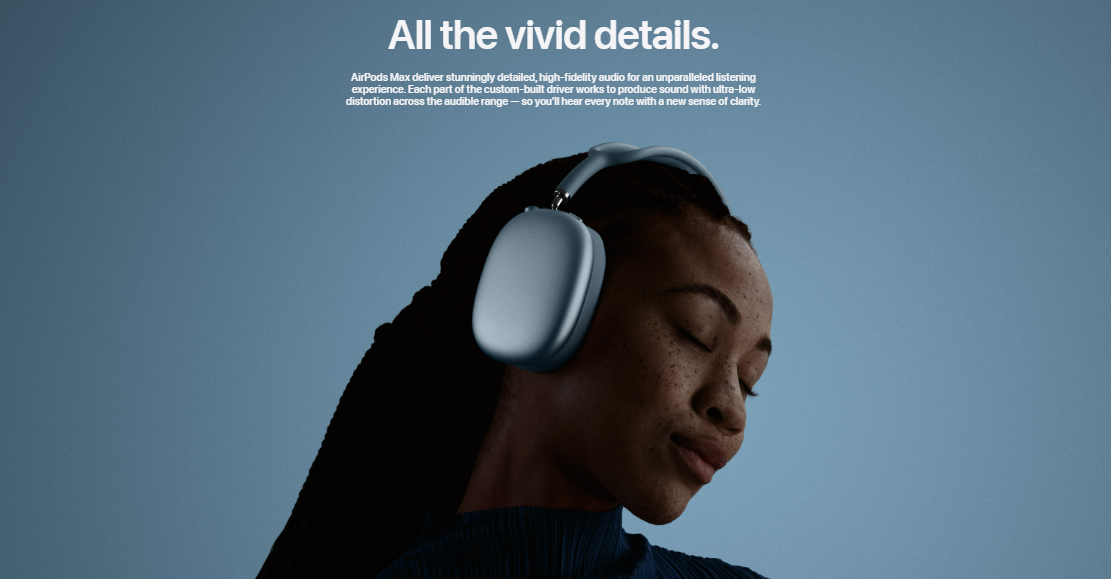 All the vivid details.
AirPods Max deliver stunningly detailed, high-fidelity audio for an unparalleled listening
experience. Each part of the custom-built driver works to produce sound with ultra-low
distortion across the audible range — so you’ll hear every note with a new sense of clarity.